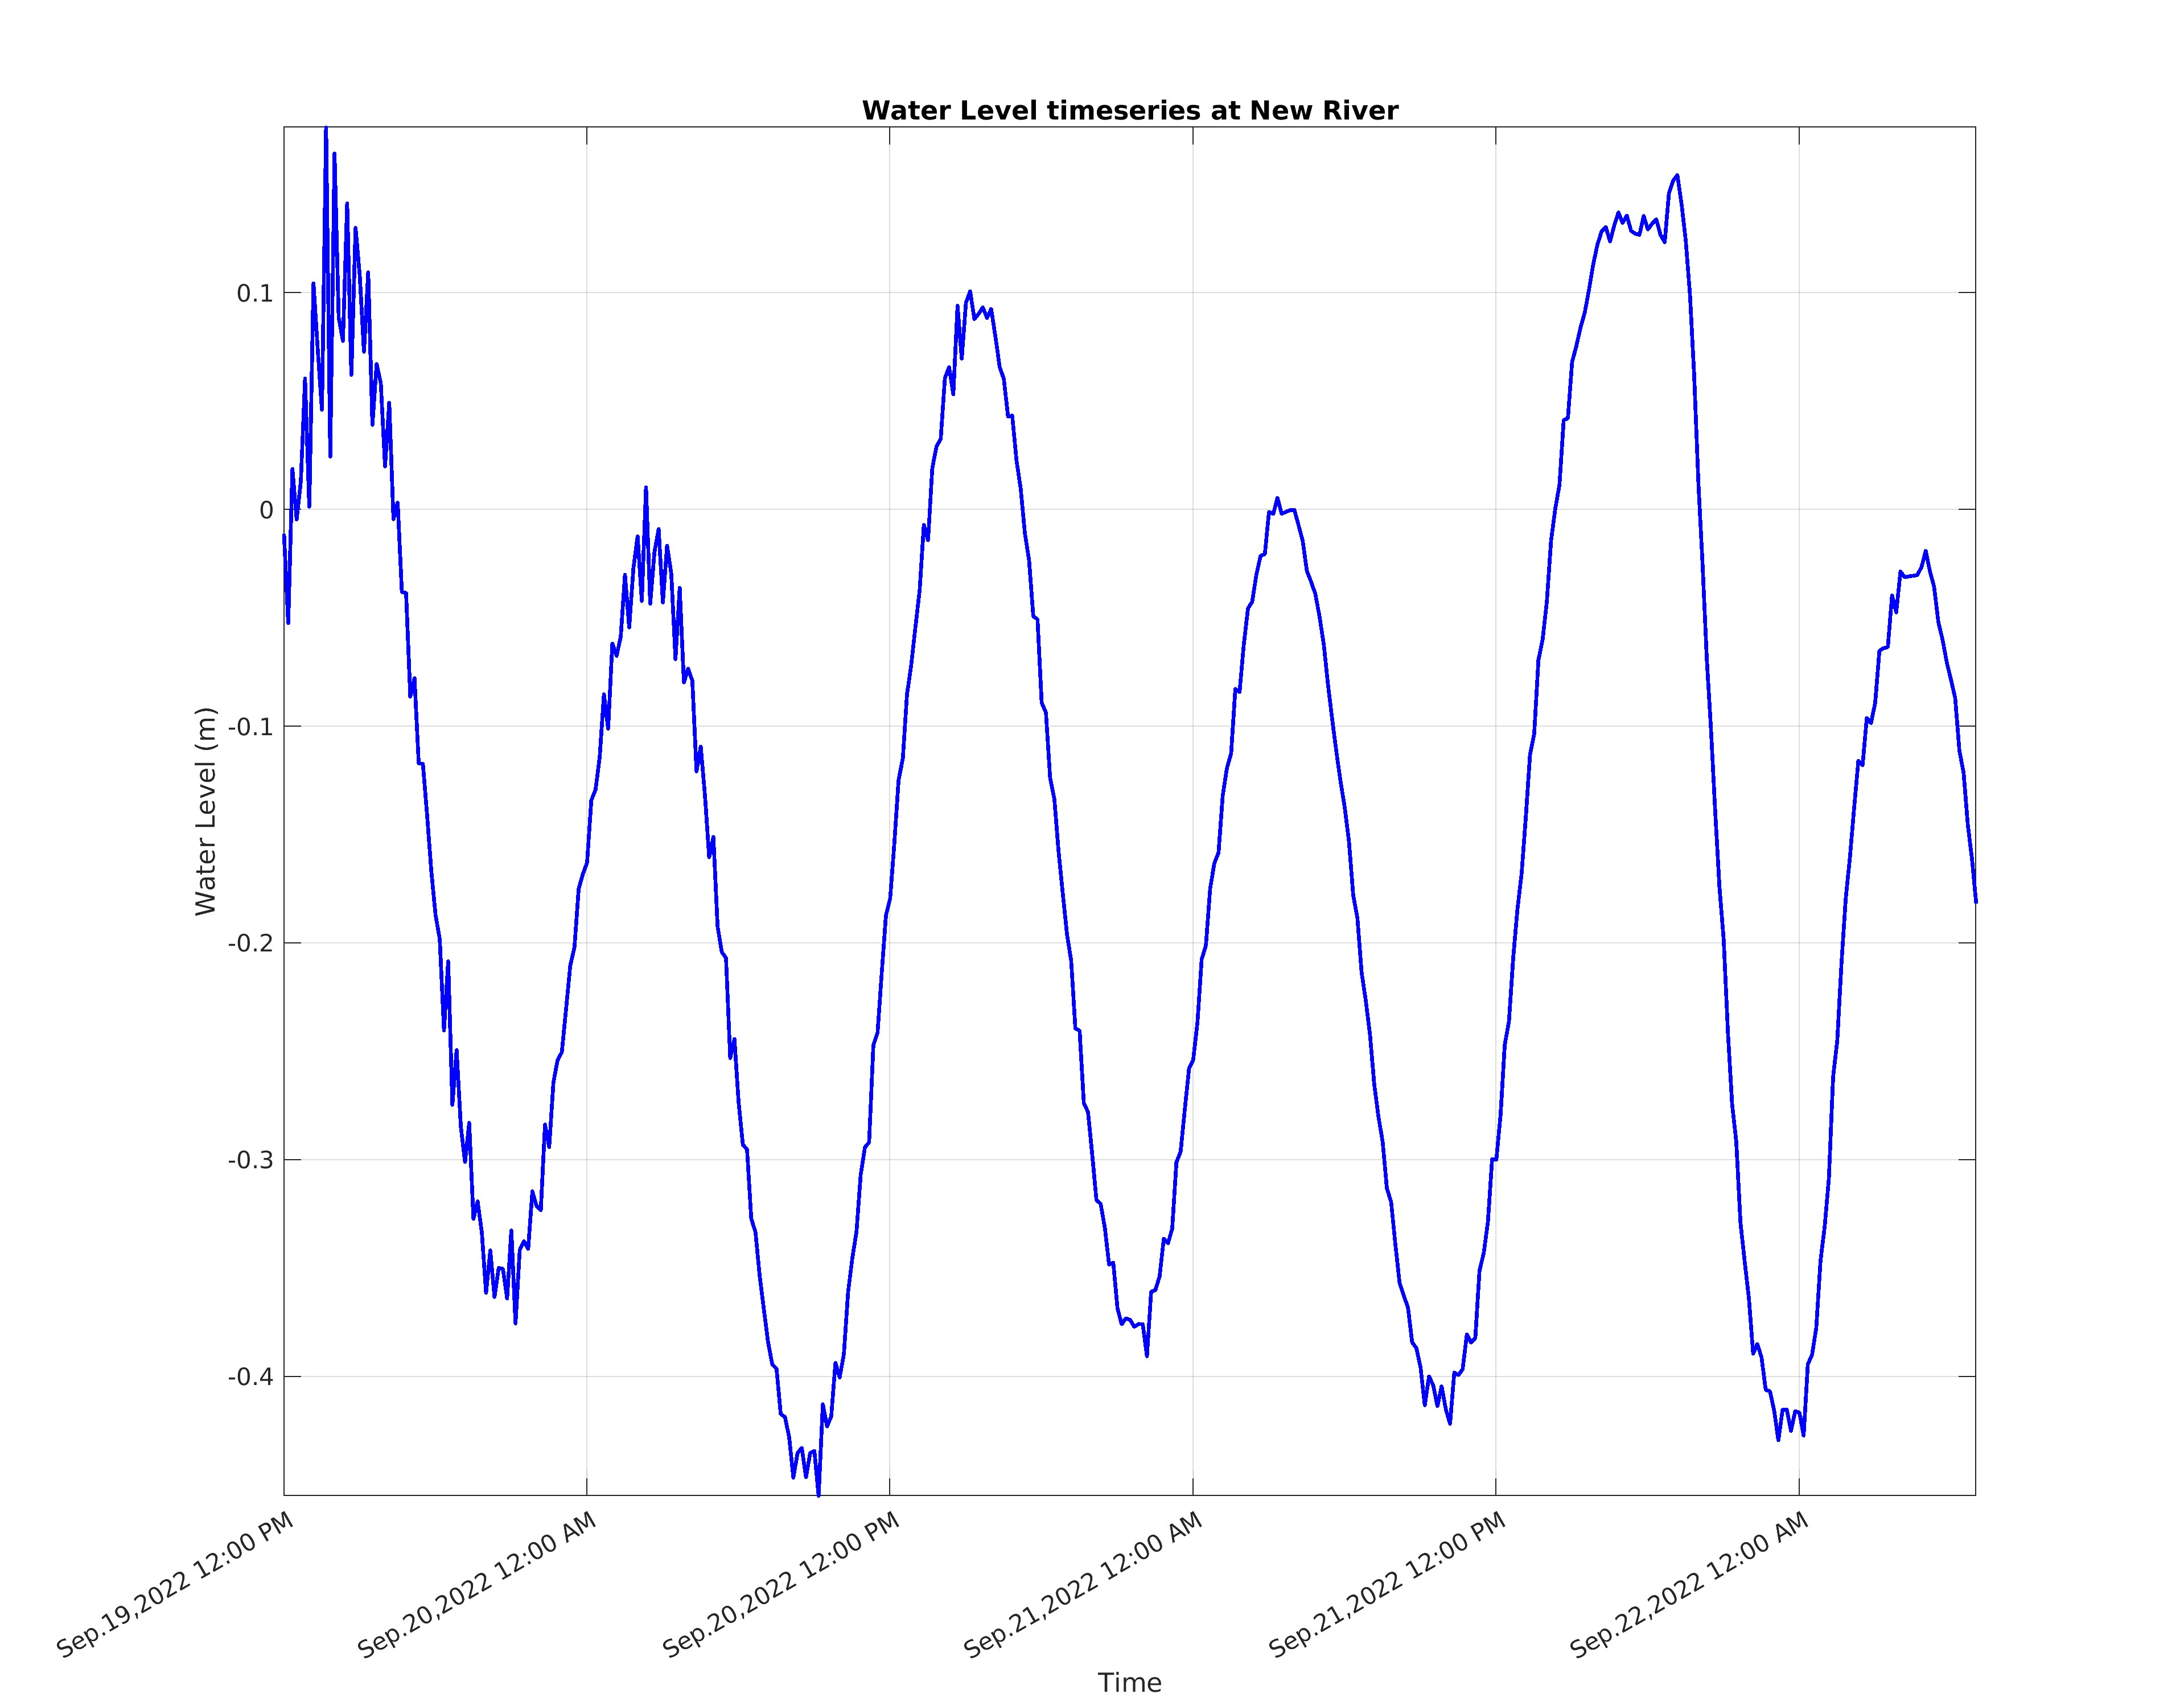 Water Level timeseries at New River
Water Level (m)
0.1
0
-0.1
-0.2
-0.3
-0.4
Sep.19,2022 12:00 PM
Sep.20,2022 12:00 AM
Sep.20,2022 12:00 PM
Sep.21,2022 12:00 AM
Sep.21,2022 12:00 PM
Sep.22,2022 12:00 AM
Time